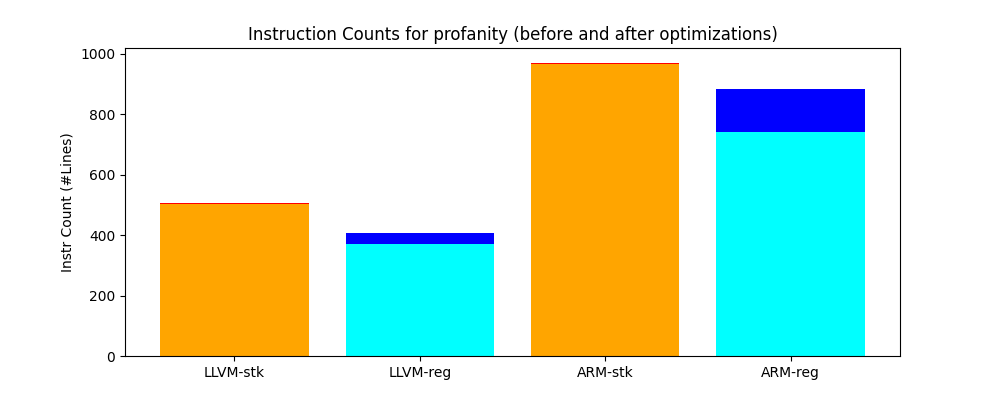 Instruction Counts for profanity (before and after optimizations)
Instr Count (#Lines)
1000
800
600
400
200
0
LLVM-stk LLVM-reg ARM-stk ARM-reg